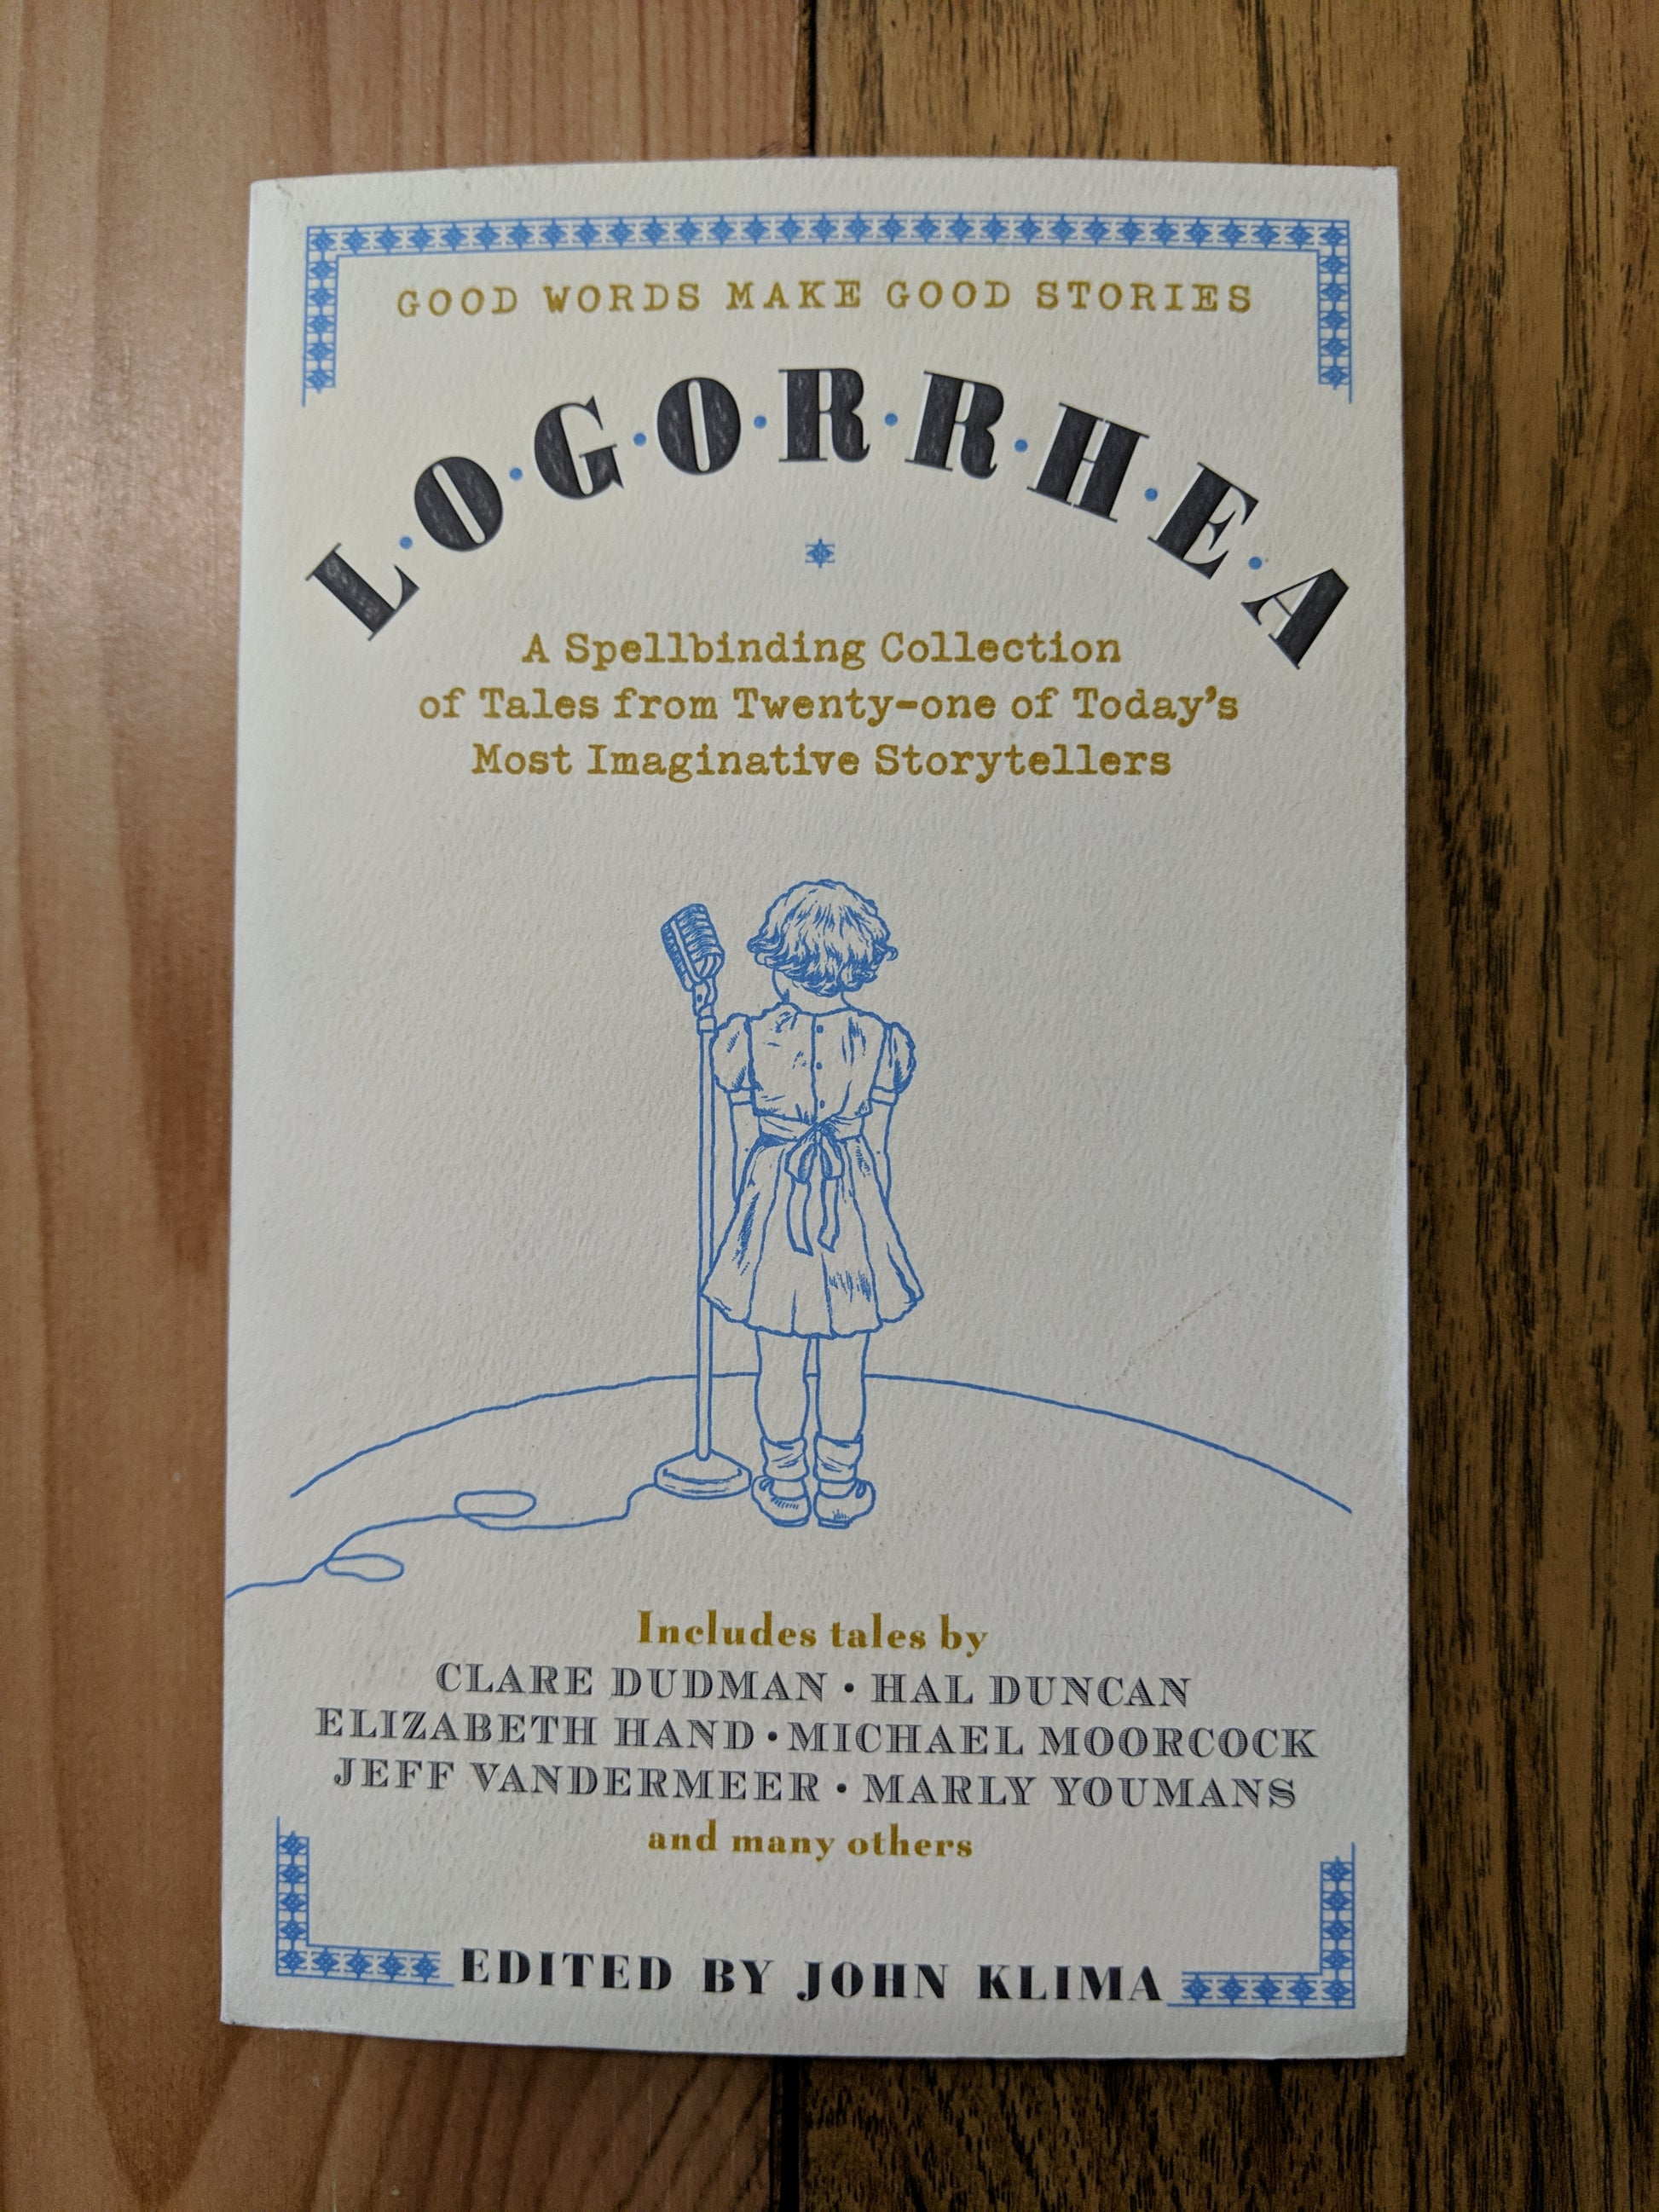 GOOD WORDS MAKE GOOD STORIES
L·O·G·O·R·R·H·E·A
A Spellbinding Collection
of Tales from Twenty-one of Today's
Most Imaginative Storytellers
Includes tales by
CLARE DUDMAN · HAL DUNCAN
ELIZABETH HAND · MICHAEL MOORCOCK
JEFF VANDERMEER · MARLY YOUMANS
and many others
EDITED BY JOHN KLIMA